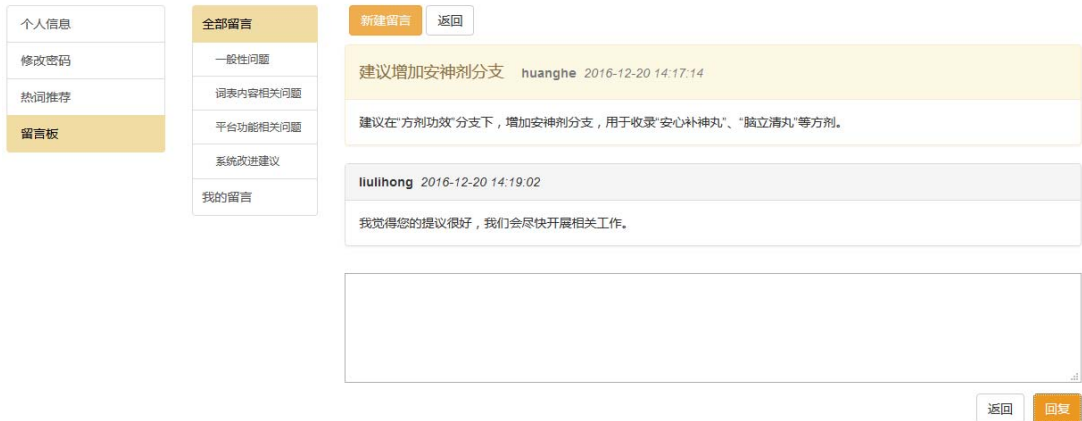 个人信息
修改密码
热词推荐
留言板
全部留言
一般性问题
词表内容相关问题
平台功能相关问题
系统改进建议
我的留言
新建留言 返回
建议增加安神剂分支 huanghe 2016-12-20 14:17:14
建议在“方剂功效”分支下，增加安神剂分支，用于收录“安心补神丸”、“脑立清丸”等方剂。
liulihong 2016-12-20 14:19:02
我觉得您的提议很好，我们会尽快开展相关工作。
返回 回复